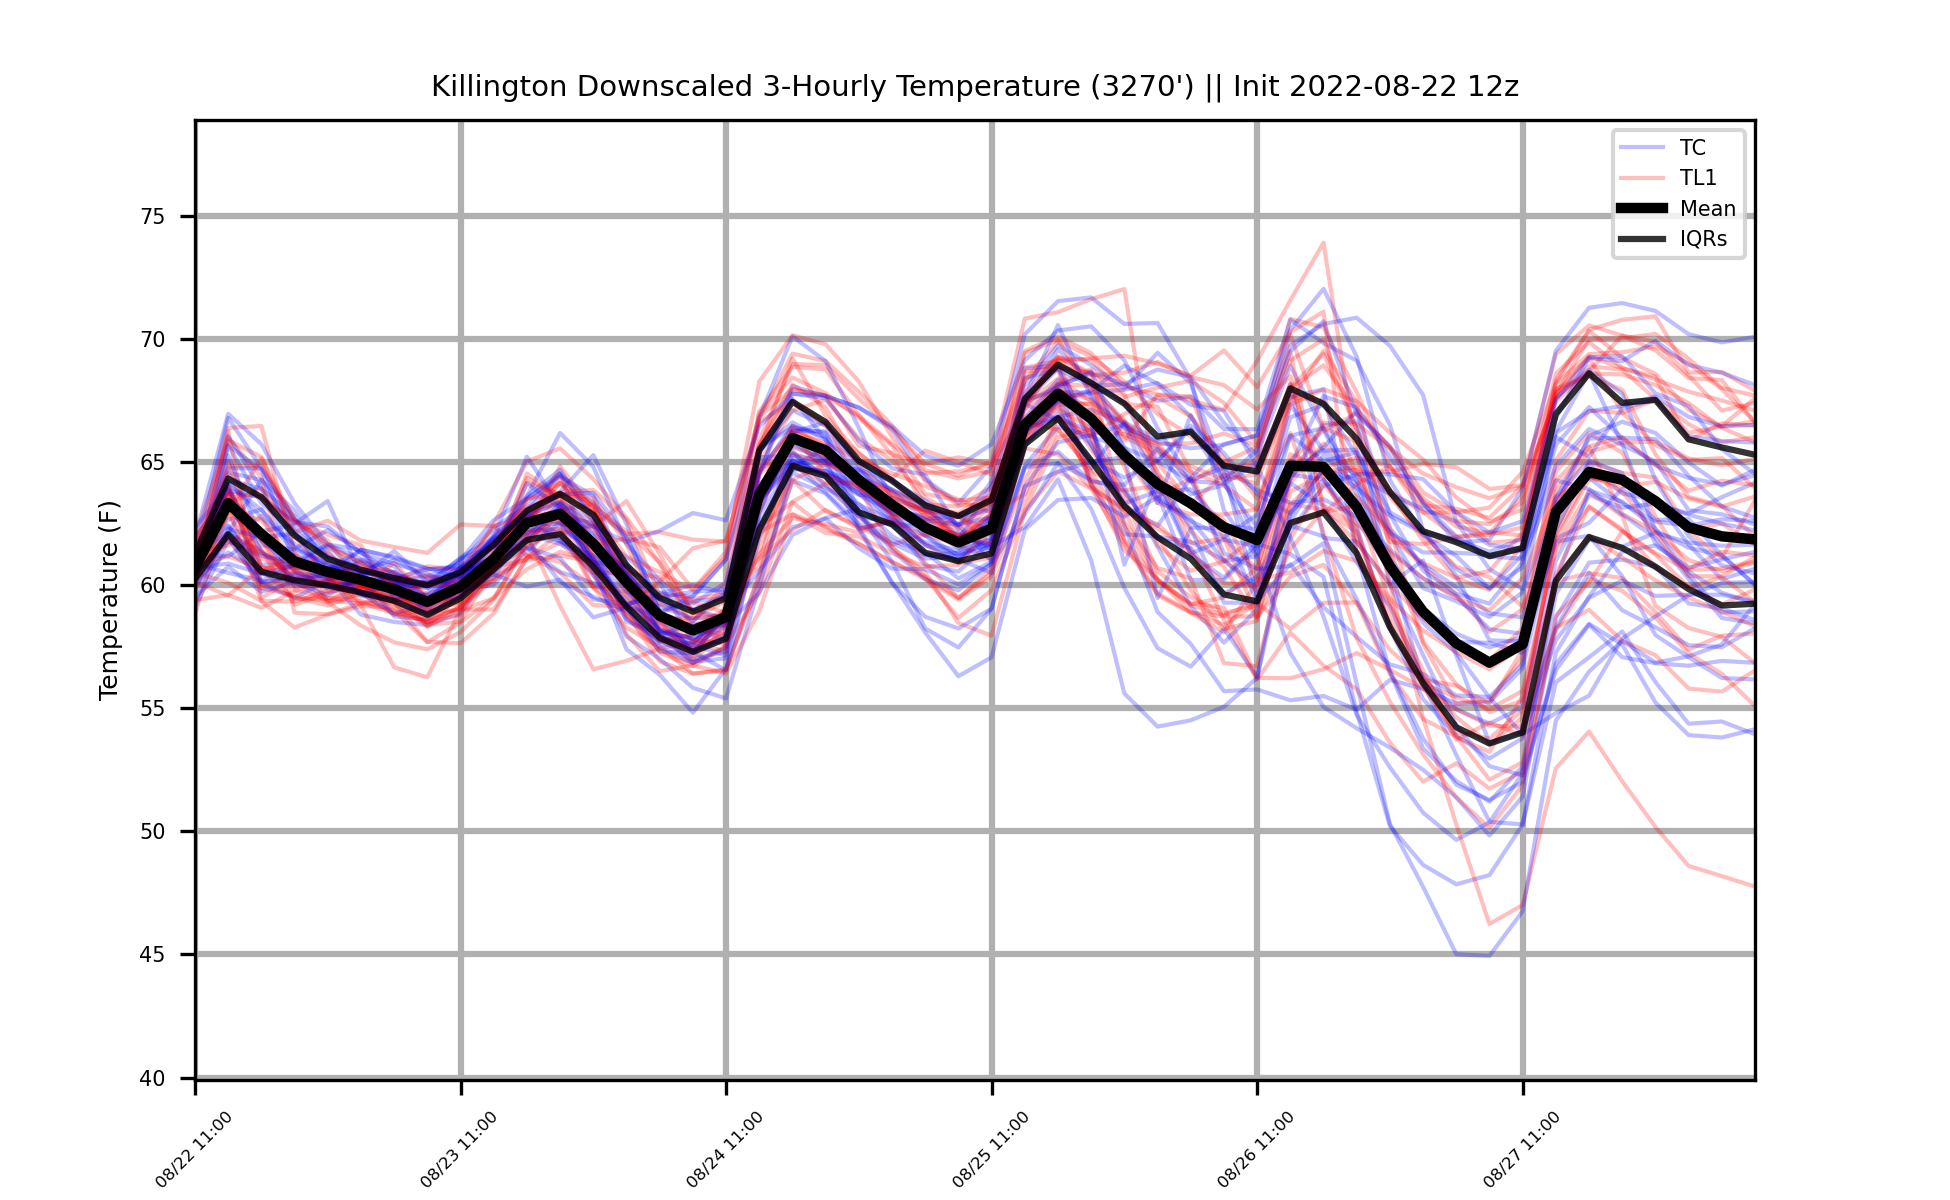 Killington Downscaled 3-Hourly Temperature (3270') || Init 2022-08-22 12z
TC
TL1
Mean
IQRs
Temperature (F)
75
70
65
60
55
50
45
40
08/22 11:00
08/23 11:00
08/24 11:00
08/25 11:00
08/26 11:00
08/27 11:00